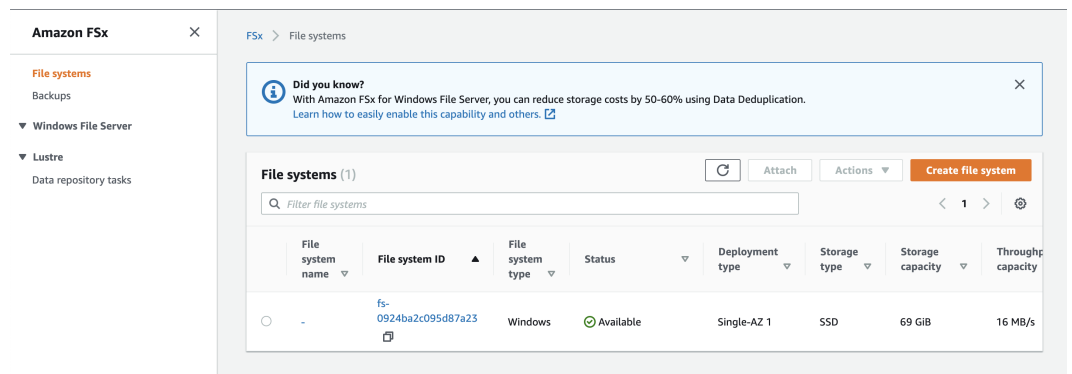 Amazon FSx
FSx
File systems
File systems
Backups
Windows File Server
Lustre
Data repository tasks
Did you know?
With Amazon FSx for Windows File Server, you can reduce storage costs by 50-60% using Data Deduplication.
Learn how to easily enable this capability and others.
File systems (1)
Attach
Actions
Create file system
Filter file systems
1
File system name
File system ID
File system type
Status
Deployment type
Storage type
Storage capacity
Throughp
capacity
-
fs-
0924ba2c095d87a23
Windows
Available
Single-AZ 1
SSD
69 GiB
16 MB/s